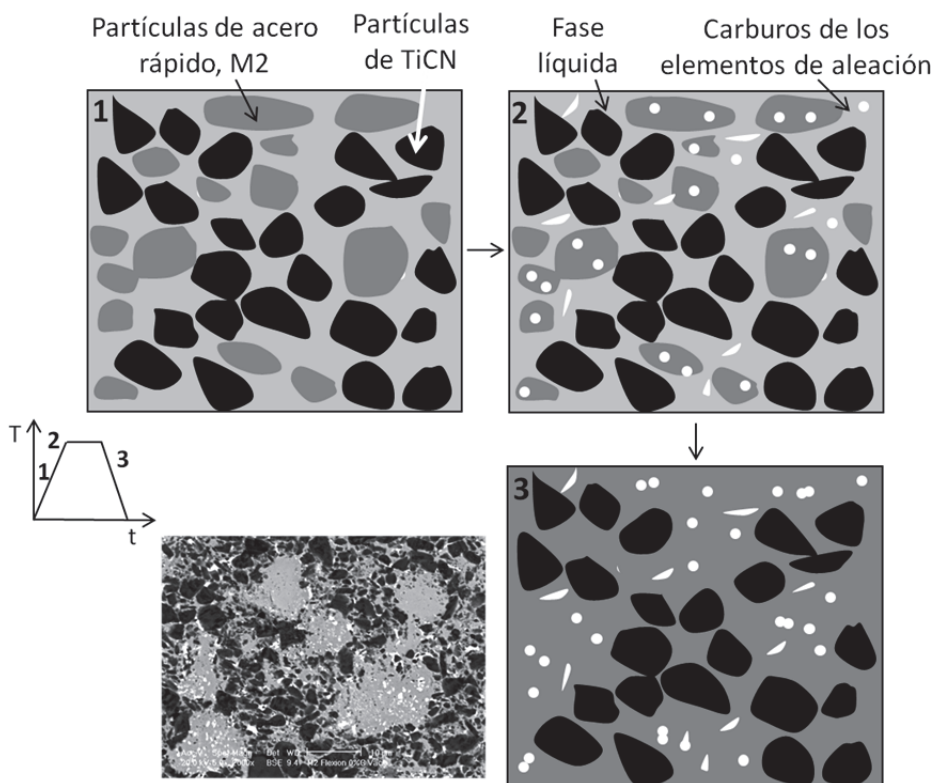 Partículas de acero
rápido, M2
Partículas
de TiCN
Fase
líquida
Carburos de los
elementos de aleación
1
2
T
2
1
3
t
3